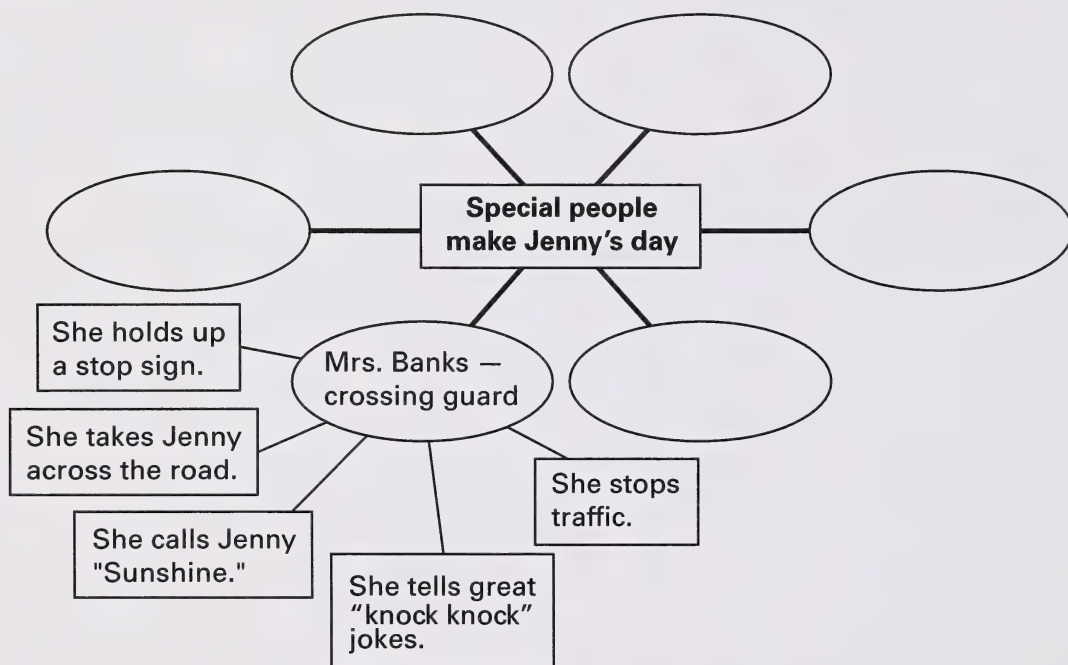 Special people
make Jenny's day
Mrs. Banks —
crossing guard
She holds up
a stop sign.
She takes Jenny
across the road.
She calls Jenny
"Sunshine."
She tells great
“knock knock”
jokes.
She stops
traffic.